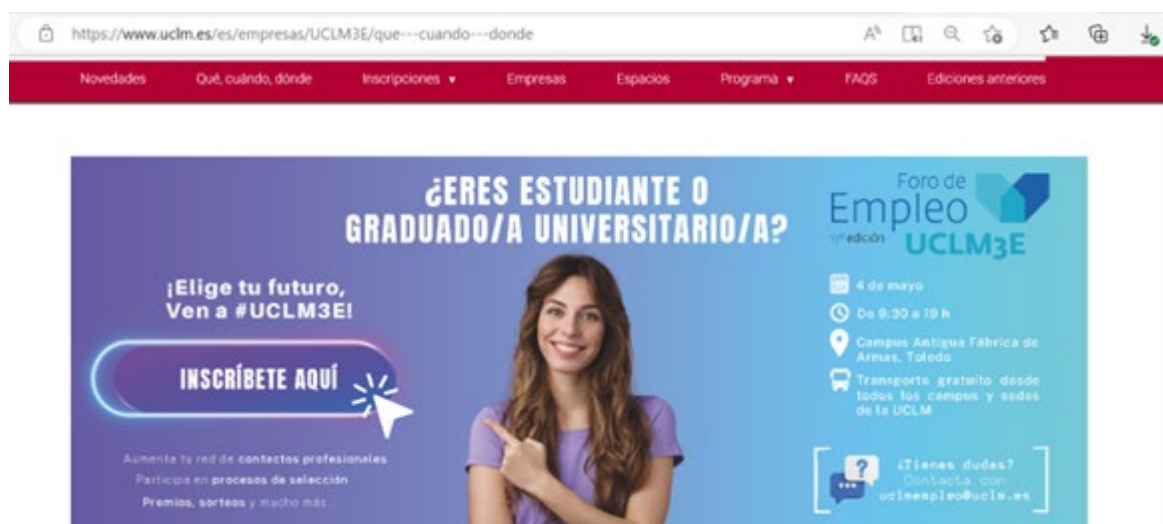 https://www.uclm.es/es/empresas/UCLM3E/que---cuando---donde
Novedades Qué, cuándo, dónde Inscripciones Empresas Espacios Programa FAQS Ediciones anteriores
¿ERES ESTUDIANTE O
GRADUADO/A UNIVERSITARIO/A?
¡Elige tu futuro,
Ven a #UCLM3E!
INSCRÍBETE AQUÍ
Aumenta tu red de contactos profesionales
Participa en procesos de selección
Premios, sorteos y mucho más
Foro de
Empleo
edición UCLM3E
4 de mayo
De 9:30 a 19 h
Campus Antigua Fábrica de
Armas, Toledo
Transporte gratuito desde
todos los campus y sedes
de la UCLM
¿Tienes dudas?
Contacta con
uclmempleo@uclm.es